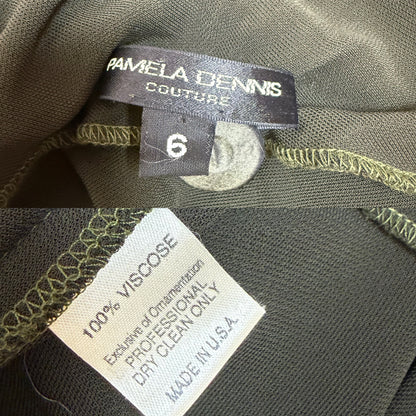 PAMELA DENNIS
COUTURE
6
100% VISCOSE
Exclusive of Ornamentation
PROFESSIONAL
DRY CLEAN ONLY
MADE IN U.S.A.